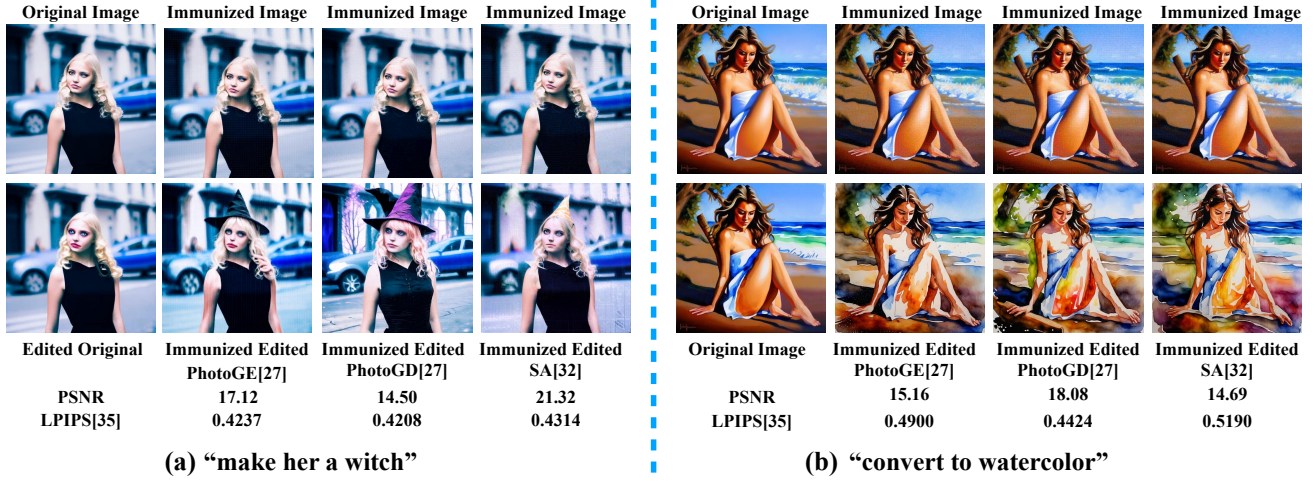 Original Image Immunized Image Immunized Image Immunized Image
Edited Original Immunized Edited Immunized Edited Immunized Edited
PhotoGE[27] PhotoGD[27] SA[32]
PSNR 17.12 14.50 21.32
LPIPS[35] 0.4237 0.4208 0.4314
(a) “make her a witch”
Original Image Immunized Image Immunized Image Immunized Image
Original Image Immunized Edited Immunized Edited Immunized Edited
PhotoGE[27] PhotoGD[27] SA[32]
PSNR 15.16 18.08 14.69
LPIPS[35] 0.4900 0.4424 0.5190
(b) “convert to watercolor”